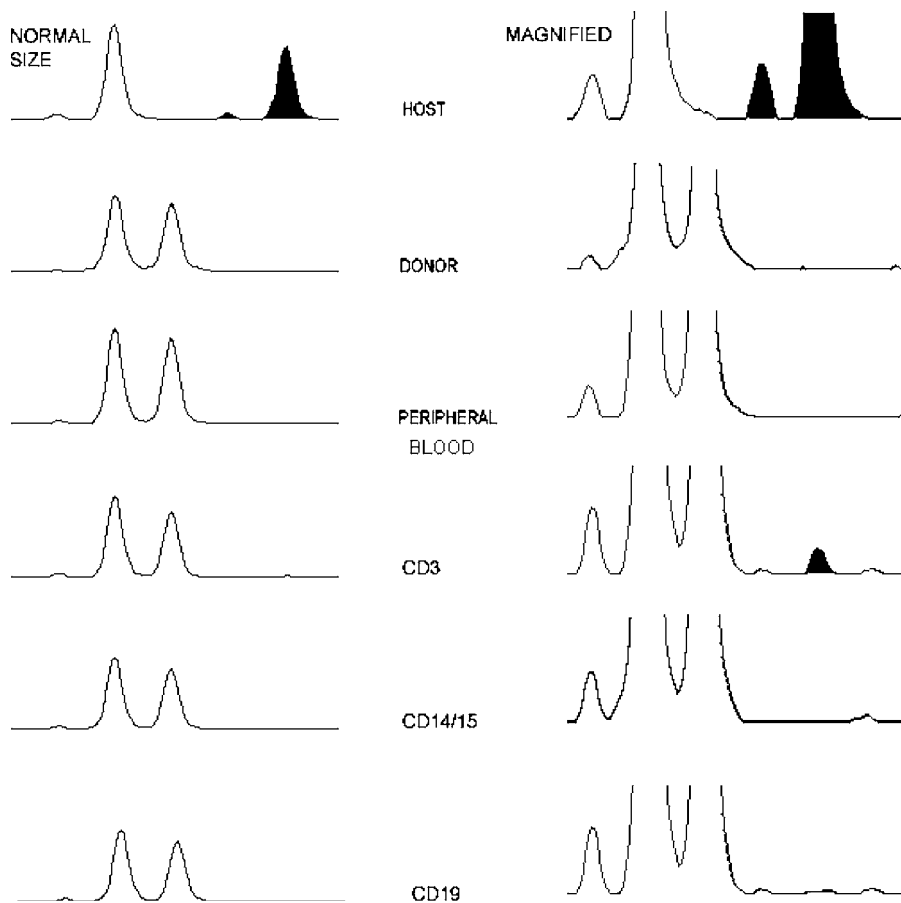 NORMAL
SIZE
MAGNIFIED
HOST
DONOR
PERIPHERAL
BLOOD
CD3
CD14/15
CD19